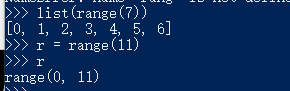 >>> list(range(7))
[0, 1, 2, 3, 4, 5, 6]
>>> r = range(11)
>>> r
range(0, 11)
>>>